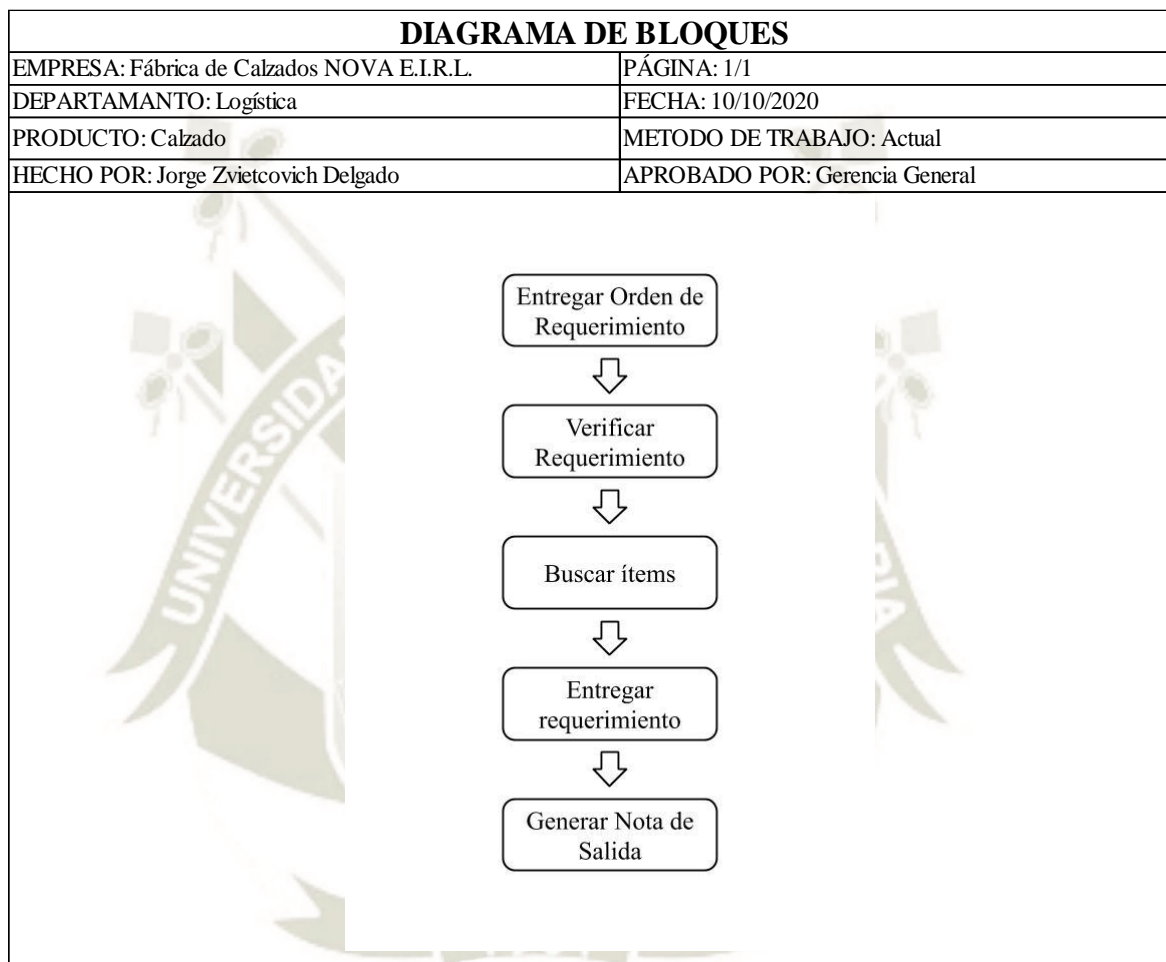 DIAGRAMA DE BLOQUES
EMPRESA: Fábrica de Calzados NOVA E.I.R.L.
PÁGINA: 1/1
DEPARTAMANTO: Logística
FECHA: 10/10/2020
PRODUCTO: Calzado
METODO DE TRABAJO: Actual
HECHO POR: Jorge Zvietcovich Delgado
APROBADO POR: Gerencia General
Entregar Orden de
Requerimiento
Verificar
Requerimiento
Buscar ítems
Entregar
requerimiento
Generar Nota de
Salida